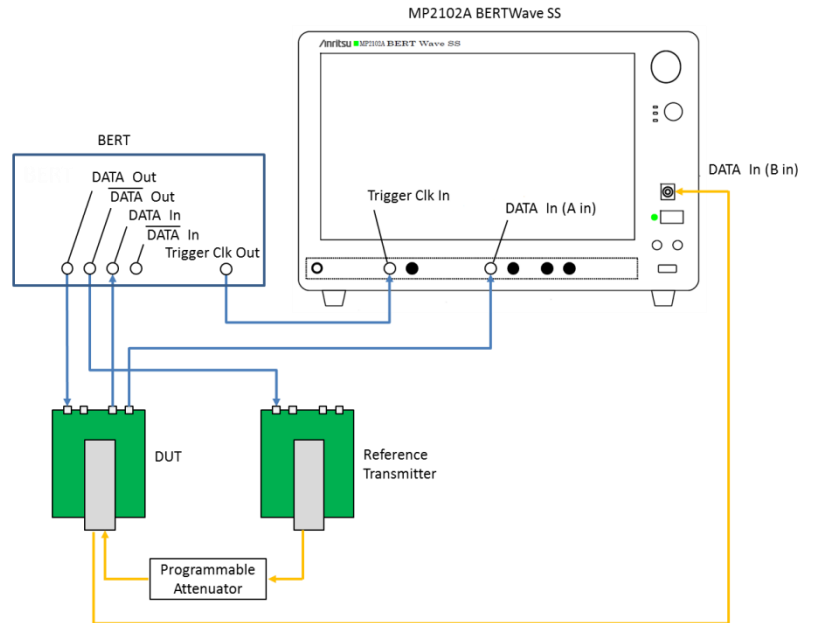 MP2102A BERTWave SS
Anritsu MP2102A BERT Wave SS
BERT
DATA Out
DATA Out
DATA In
DATA In
Trigger Clk Out
Trigger Clk In
DATA In (A in)
DATA In (B in)
DUT
Reference
Transmitter
Programmable
Attenuator